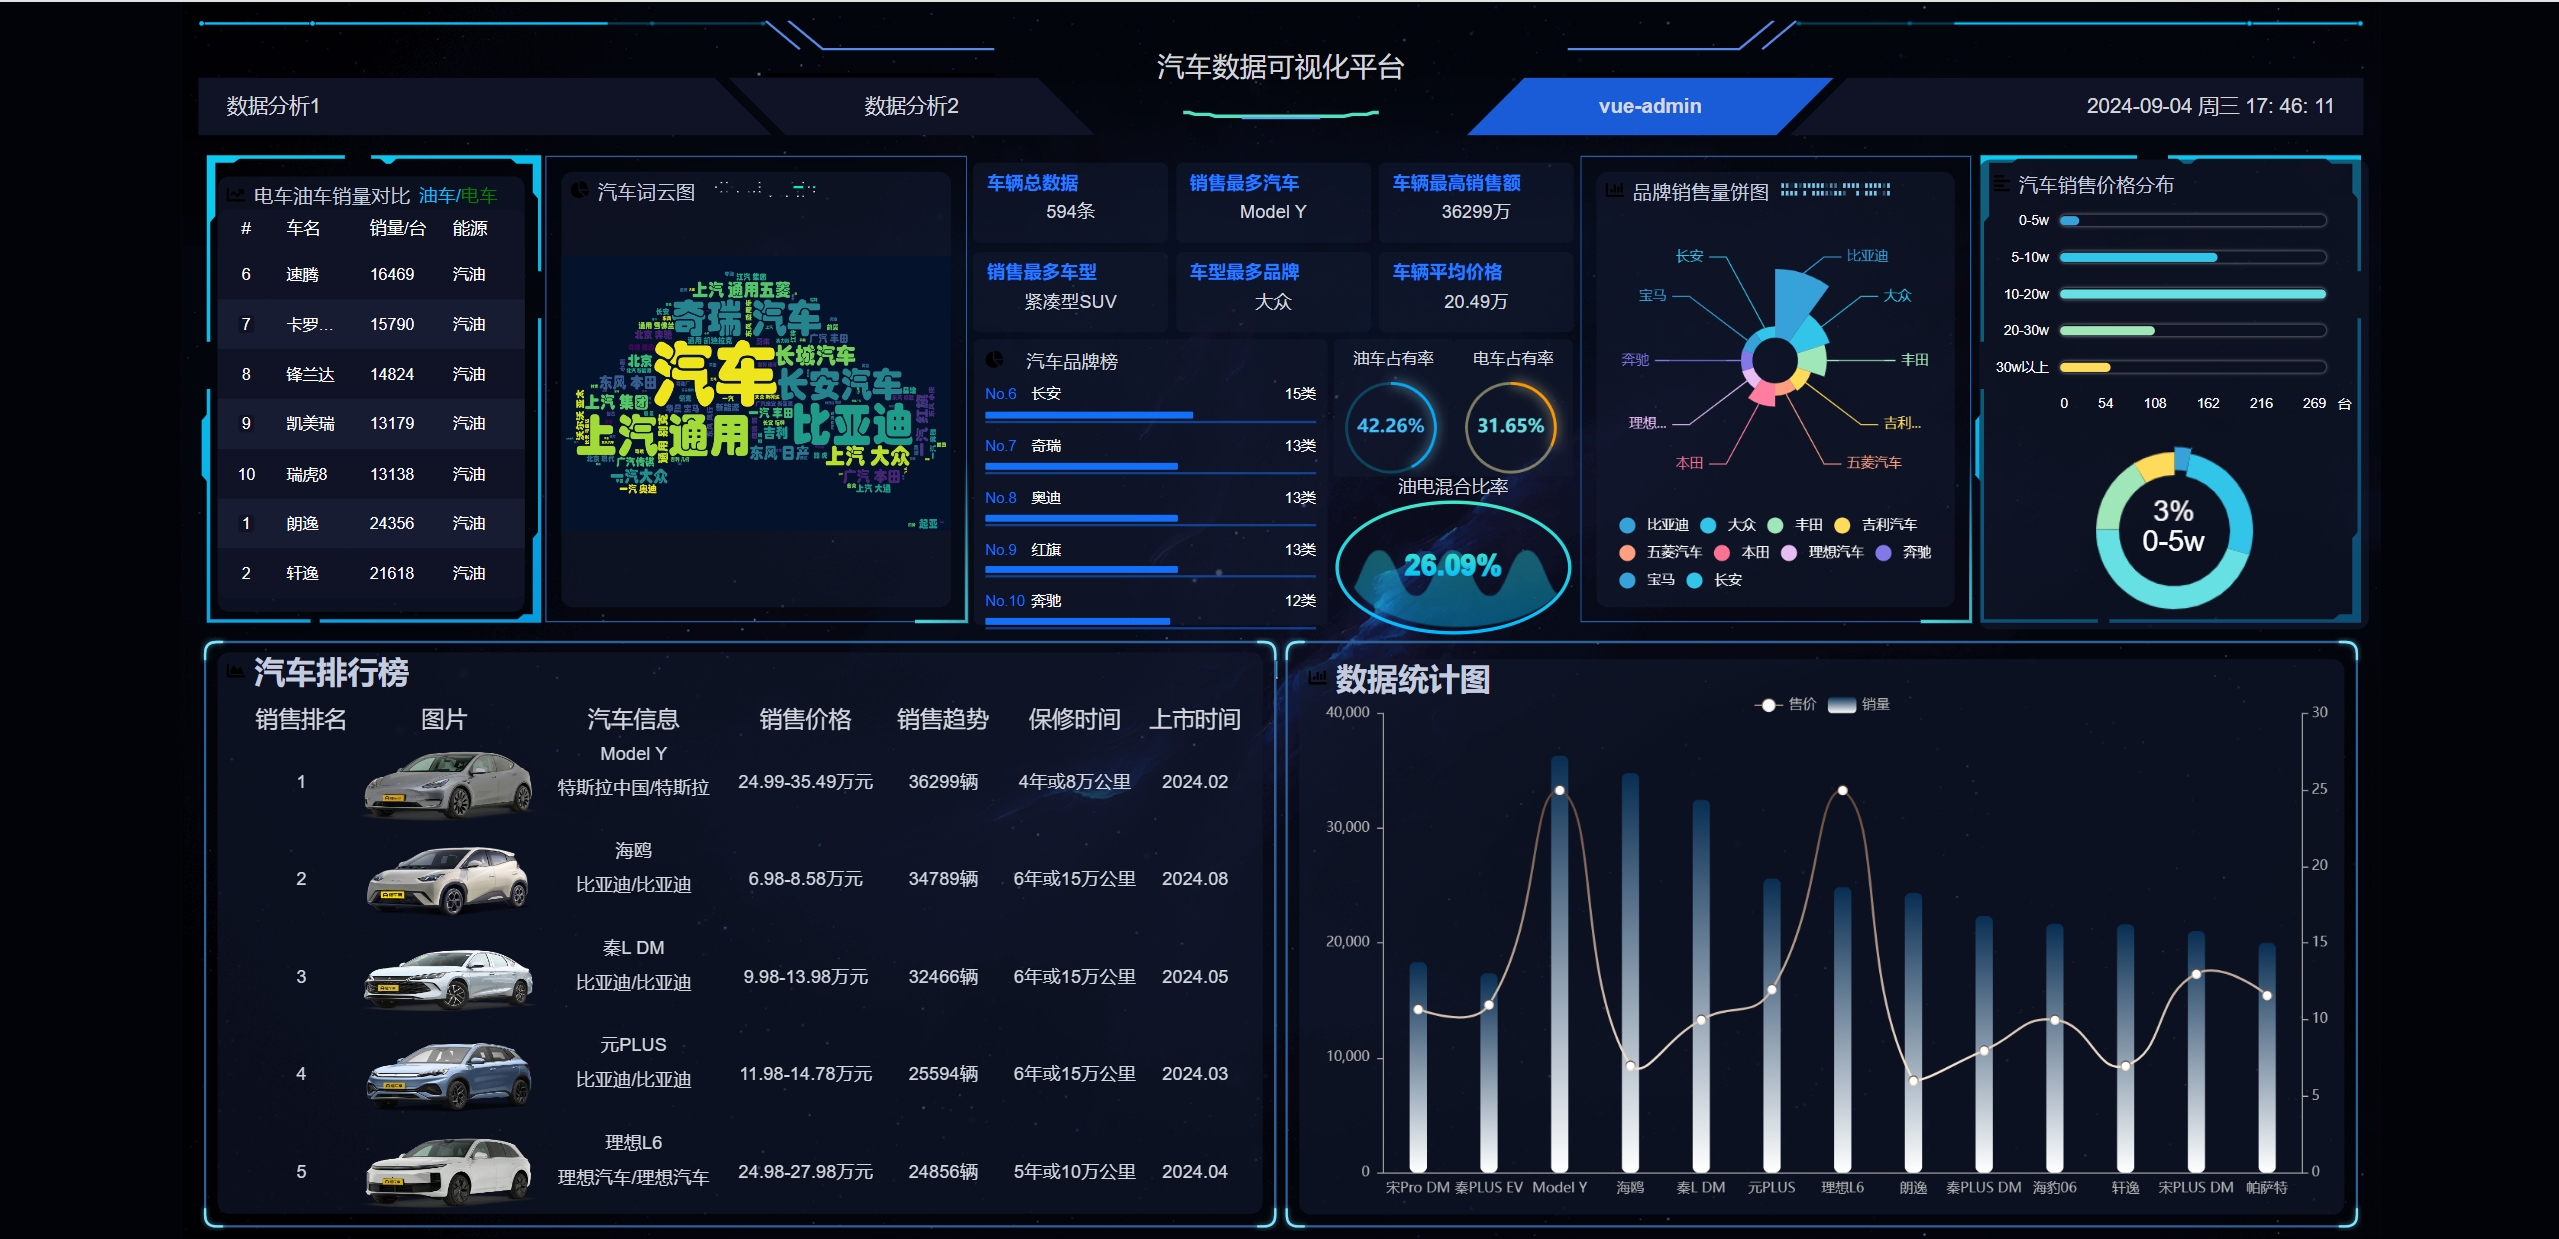 汽车数据可视化平台
数据分析1
数据分析2
vue-admin
2024-09-04 周三 17: 46: 11
电车油车销量对比 油车/电车
# 车名 销量/台 能源
6 速腾 16469 汽油
7 卡罗... 15790 汽油
8 锋兰达 14824 汽油
9 凯美瑞 13179 汽油
10 瑞虎8 13138 汽油
1 朗逸 24356 汽油
2 轩逸 21618 汽油
汽车词云图
上汽 通用五菱
奇瑞 汽车
汽车
长城汽车
北京
东风 本田
长安汽车
上汽 集团
一汽 丰田
上汽通用
吉利
比亚迪
东风 日产
上汽 大众
广汽传祺
一汽大众
广汽 本田
一汽 奥迪
上汽 大通
起亚
车辆总数据
594条
销售最多汽车
Model Y
车辆最高销售额
36299万
销售最多车型
紧凑型SUV
车型最多品牌
大众
车辆平均价格
20.49万
汽车品牌榜
No.6 长安 15类
No.7 奇瑞 13类
No.8 奥迪 13类
No.9 红旗 13类
No.10 奔驰 12类
油车占有率 电车占有率
42.26% 31.65%
油电混合比率
26.09%
品牌销售量饼图
长安 比亚迪
宝马 大众
奔驰 丰田
理想... 吉利...
本田 五菱汽车
比亚迪 大众 丰田 吉利汽车
五菱汽车 本田 理想汽车 奔驰
宝马 长安
汽车销售价格分布
0-5w
5-10w
10-20w
20-30w
30w以上
0 54 108 162 216 269 台
3%
0-5w
汽车排行榜
销售排名 图片 汽车信息 销售价格 销售趋势 保修时间 上市时间
Model Y
1 特斯拉中国/特斯拉 24.99-35.49万元 36299辆 4年或8万公里 2024.02
海鸥
2 比亚迪/比亚迪 6.98-8.58万元 34789辆 6年或15万公里 2024.08
秦L DM
3 比亚迪/比亚迪 9.98-13.98万元 32466辆 6年或15万公里 2024.05
元PLUS
4 比亚迪/比亚迪 11.98-14.78万元 25594辆 6年或15万公里 2024.03
理想L6
5 理想汽车/理想汽车 24.98-27.98万元 24856辆 5年或10万公里 2024.04
数据统计图
售价 销量
40,000 30
25
30,000
20
20,000 15
10
10,000
5
0 0
宋Pro DM 秦PLUS EV Model Y 海鸥 秦L DM 元PLUS 理想L6 朗逸 秦PLUS DM 海豹06 轩逸 宋PLUS DM 帕萨特